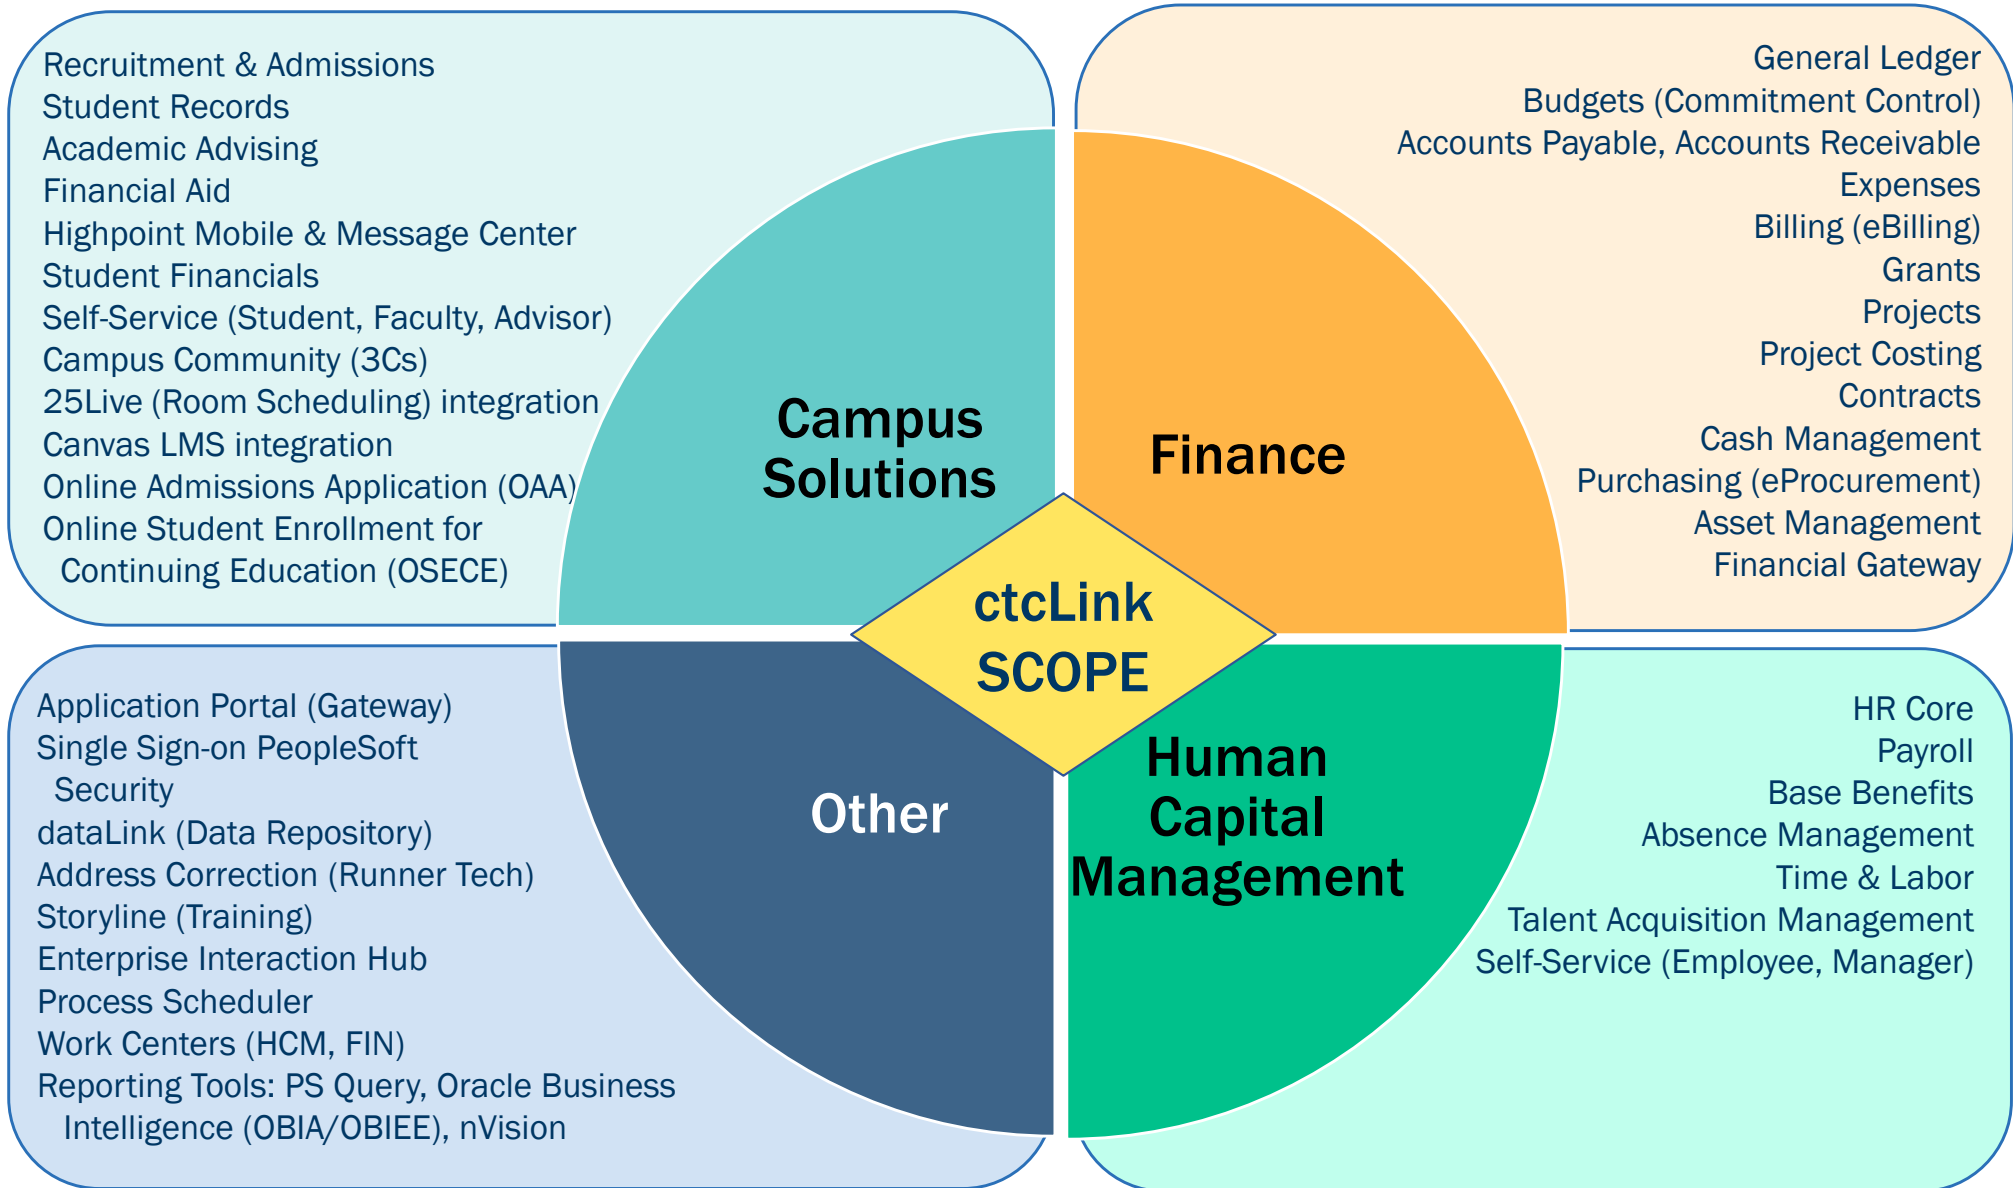 Recruitment & Admissions
Student Records
Academic Advising
Financial Aid
Highpoint Mobile & Message Center
Student Financials
Self-Service (Student, Faculty, Advisor)
Campus Community (3Cs)
25Live (Room Scheduling) integration
Canvas LMS integration
Online Admissions Application (OAA)
Online Student Enrollment for
Continuing Education (OSECE)
Campus
Solutions
General Ledger
Budgets (Commitment Control)
Accounts Payable, Accounts Receivable
Expenses
Billing (eBilling)
Grants
Projects
Project Costing
Contracts
Cash Management
Purchasing (eProcurement)
Asset Management
Financial Gateway
Finance
ctcLink
SCOPE
Application Portal (Gateway)
Single Sign-on PeopleSoft
Security
dataLink (Data Repository)
Address Correction (Runner Tech)
Storyline (Training)
Enterprise Interaction Hub
Process Scheduler
Work Centers (HCM, FIN)
Reporting Tools: PS Query, Oracle Business
Intelligence (OBIA/OBIEE), nVision
Other
Human
Capital
Management
HR Core
Payroll
Base Benefits
Absence Management
Time & Labor
Talent Acquisition Management
Self-Service (Employee, Manager)